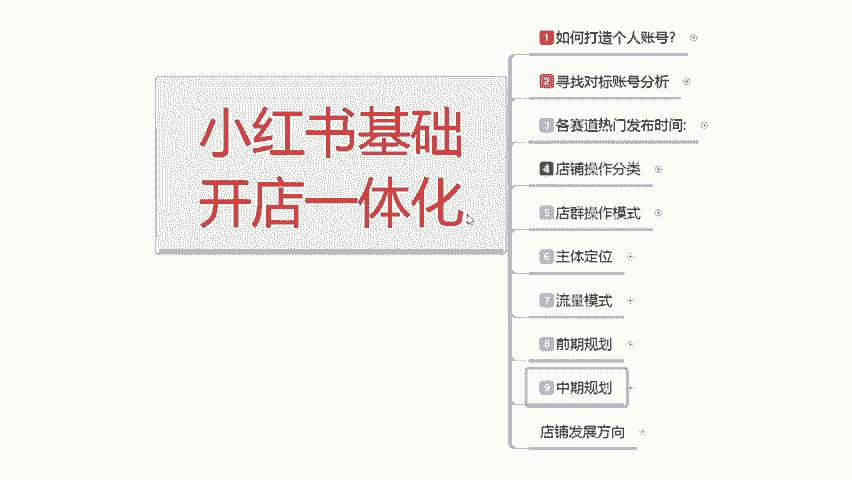 小红书基础
开店一体化
1 如何打造个人账号?
2 寻找对标账号分析
3 各赛道热门发布时间:
4 店铺操作分类
5 店群操作模式
6 主体定位
7 流量模式
8 前期规划
9 中期规划
店铺发展方向